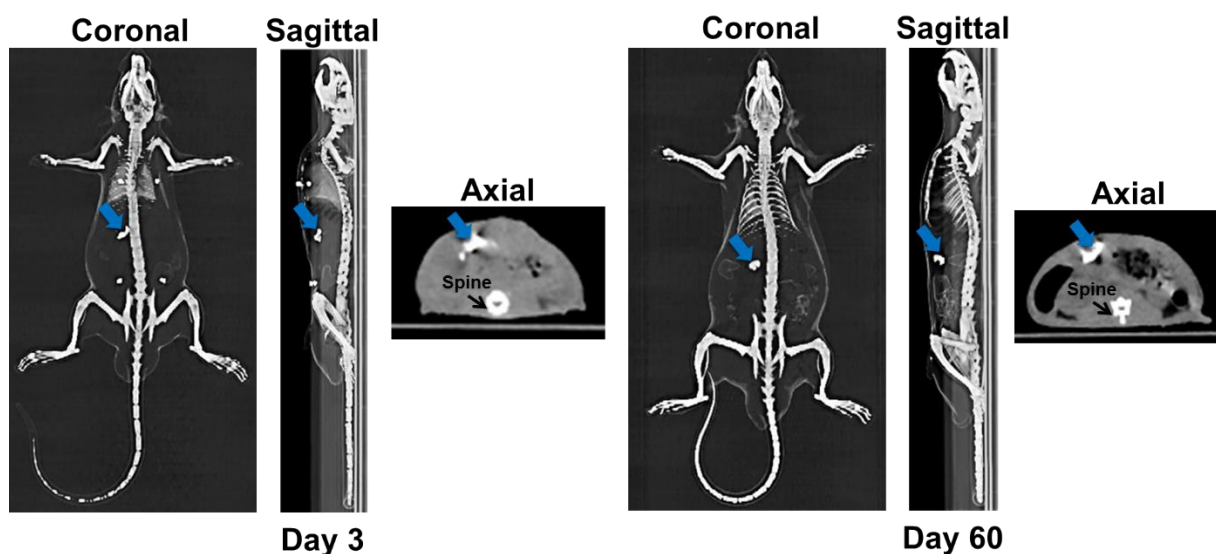 Coronal
Sagittal
Axial
Spine
Day 3
Coronal
Sagittal
Axial
Spine
Day 60